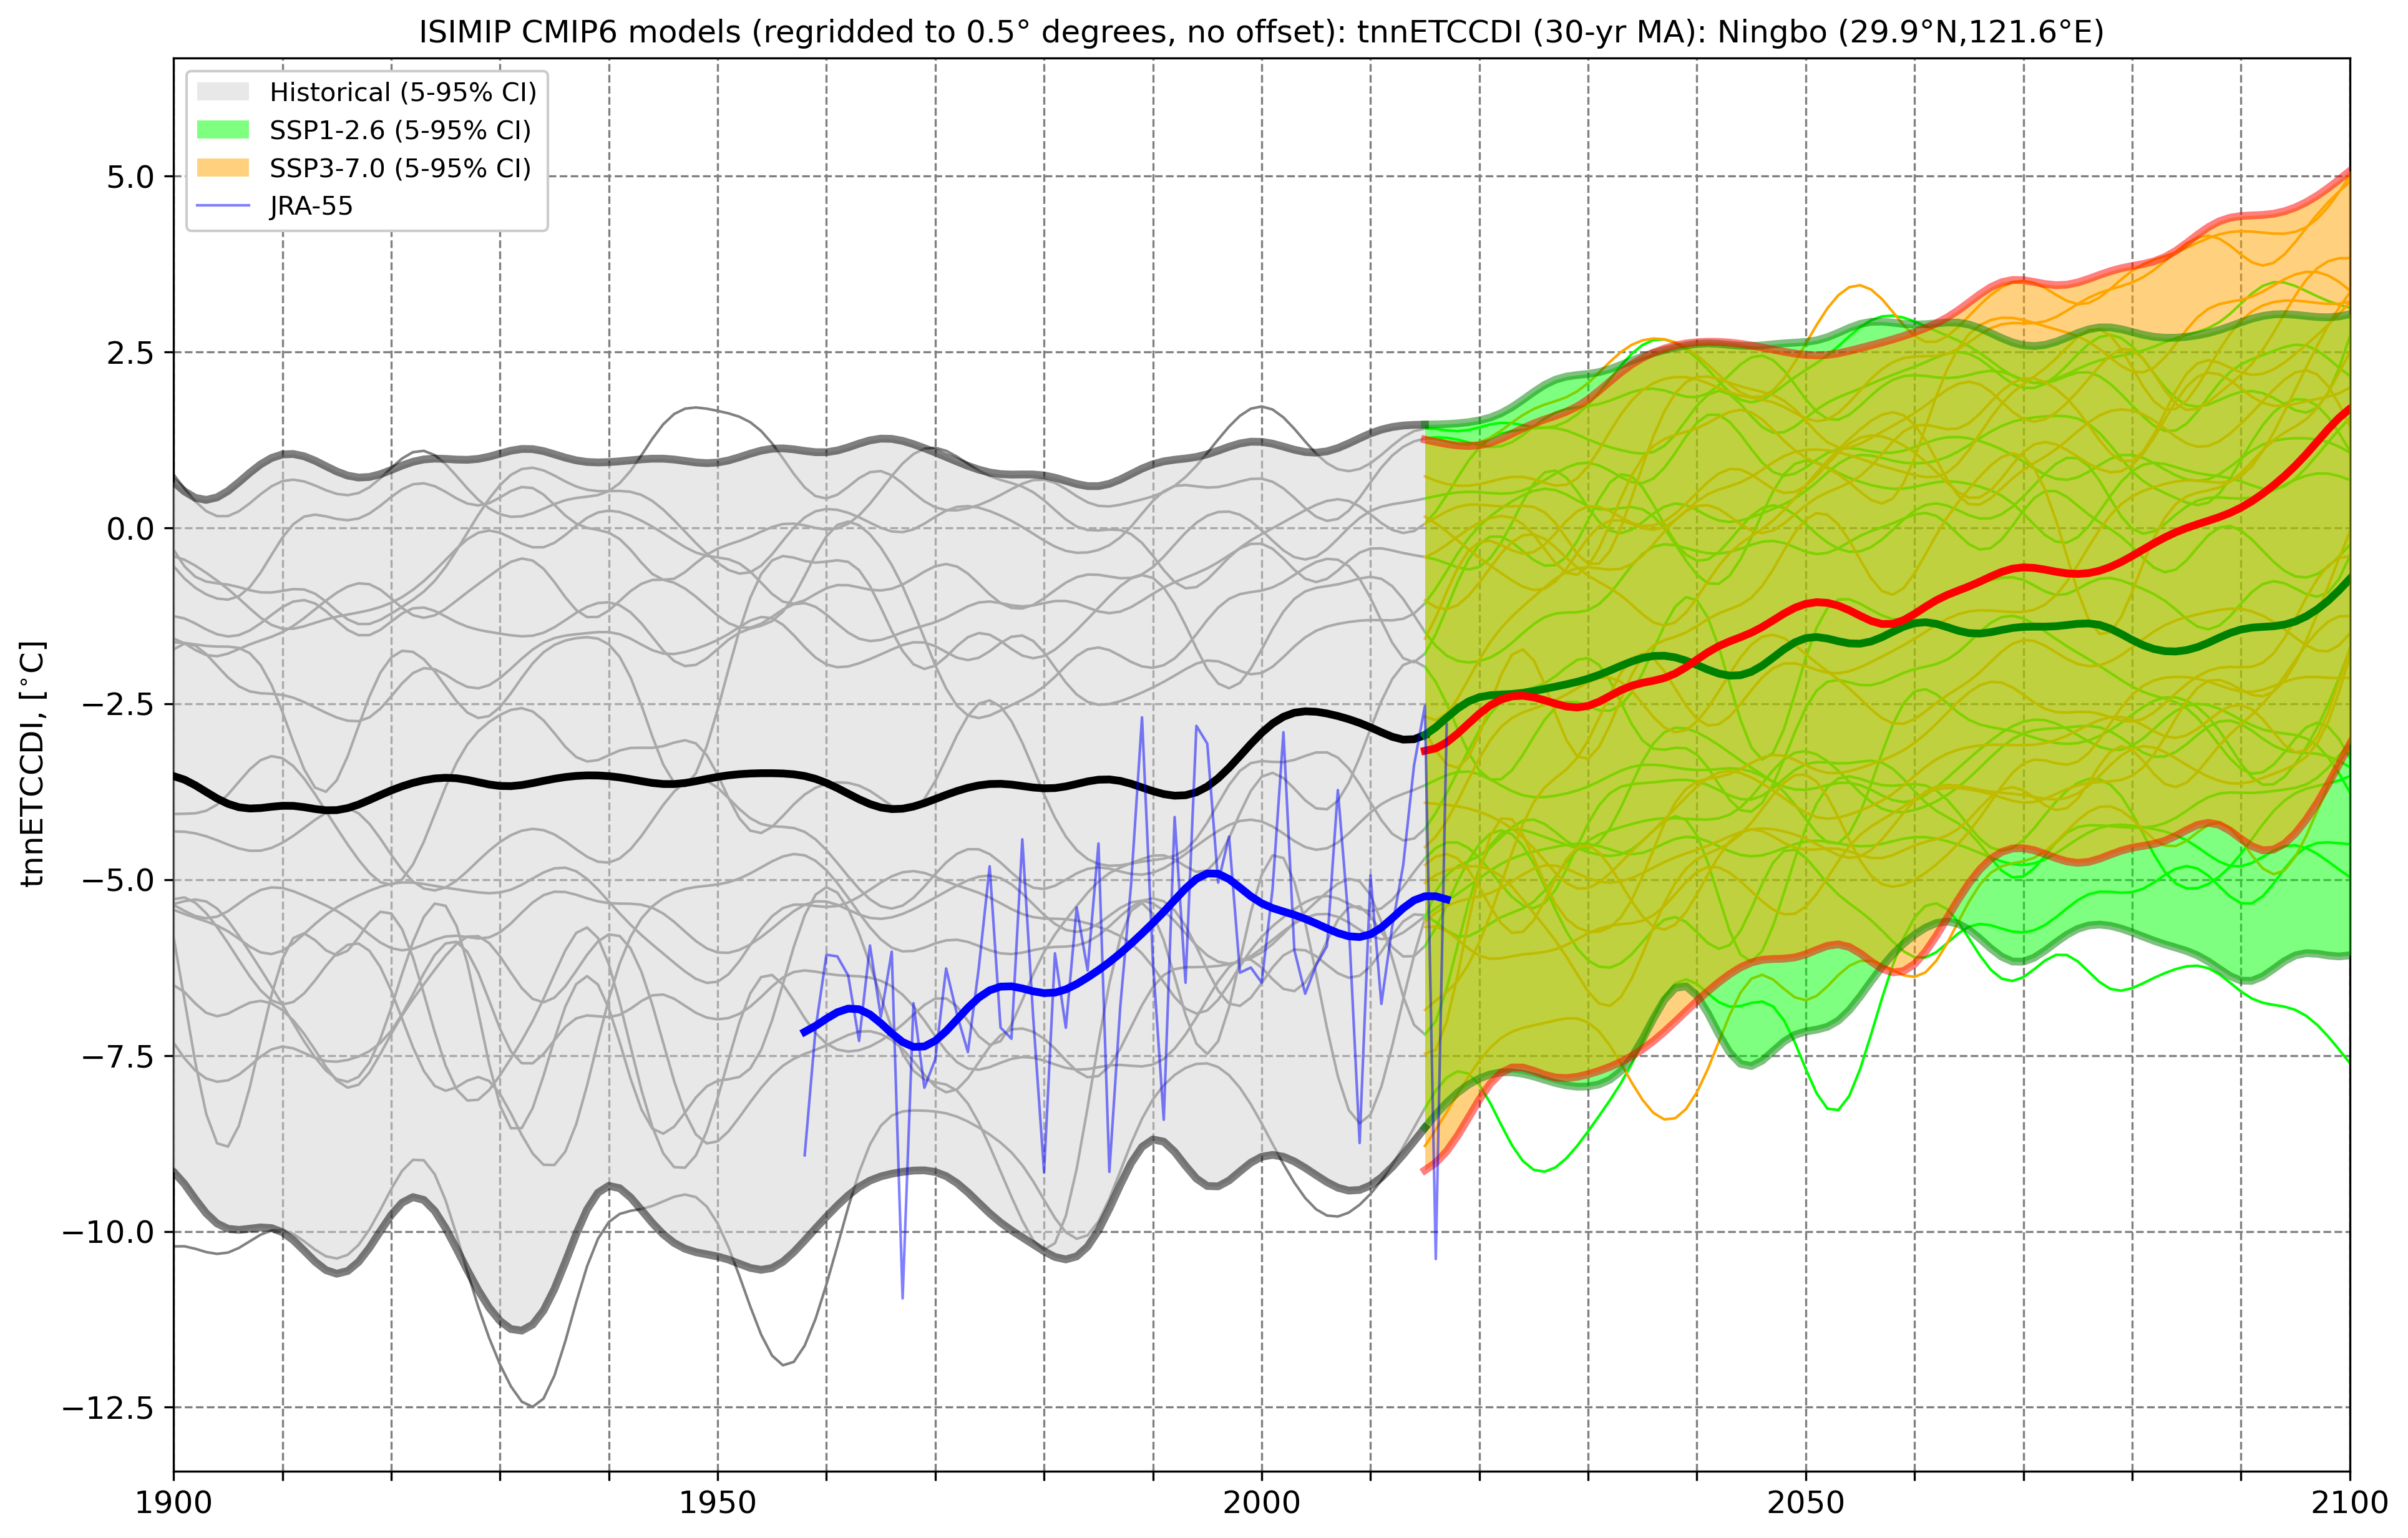 ISIMIP CMIP6 models (regridded to 0.5° degrees, no offset): tnnETCCDI (30-yr MA): Ningbo (29.9°N,121.6°E)
Historical (5-95% CI)
SSP1-2.6 (5-95% CI)
SSP3-7.0 (5-95% CI)
JRA-55
tnnETCCDI, [°C]
5.0
2.5
0.0
−2.5
−5.0
−7.5
−10.0
−12.5
1900
1950
2000
2050
2100